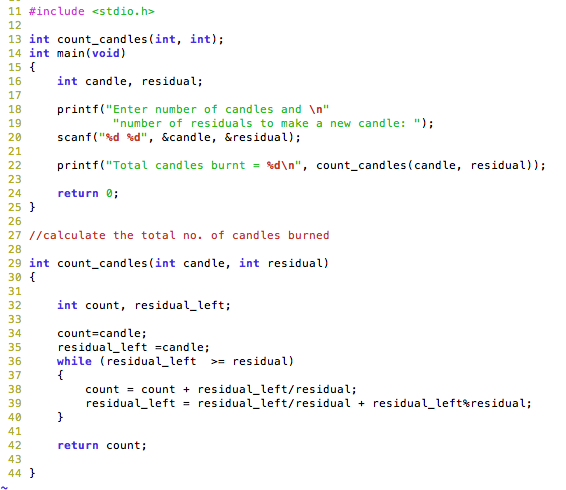 11 #include <stdio.h>
12
13 int count_candles(int, int);
14 int main(void)
15 {
16     int candle, residual;
17
18     printf("Enter number of candles and \n"
19             "number of residuals to make a new candle: ");
20     scanf("%d %d", &candle, &residual);
21
22     printf("Total candles burnt = %d\n", count_candles(candle, residual));
23
24     return 0;
25 }
26
27 //calculate the total no. of candles burned
28
29 int count_candles(int candle, int residual)
30 {
31
32     int count, residual_left;
33
34     count=candle;
35     residual_left =candle;
36     while (residual_left  >= residual)
37     {
38         count = count + residual_left/residual;
39         residual_left = residual_left/residual + residual_left%residual;
40     }
41
42     return count;
43
44 }
~